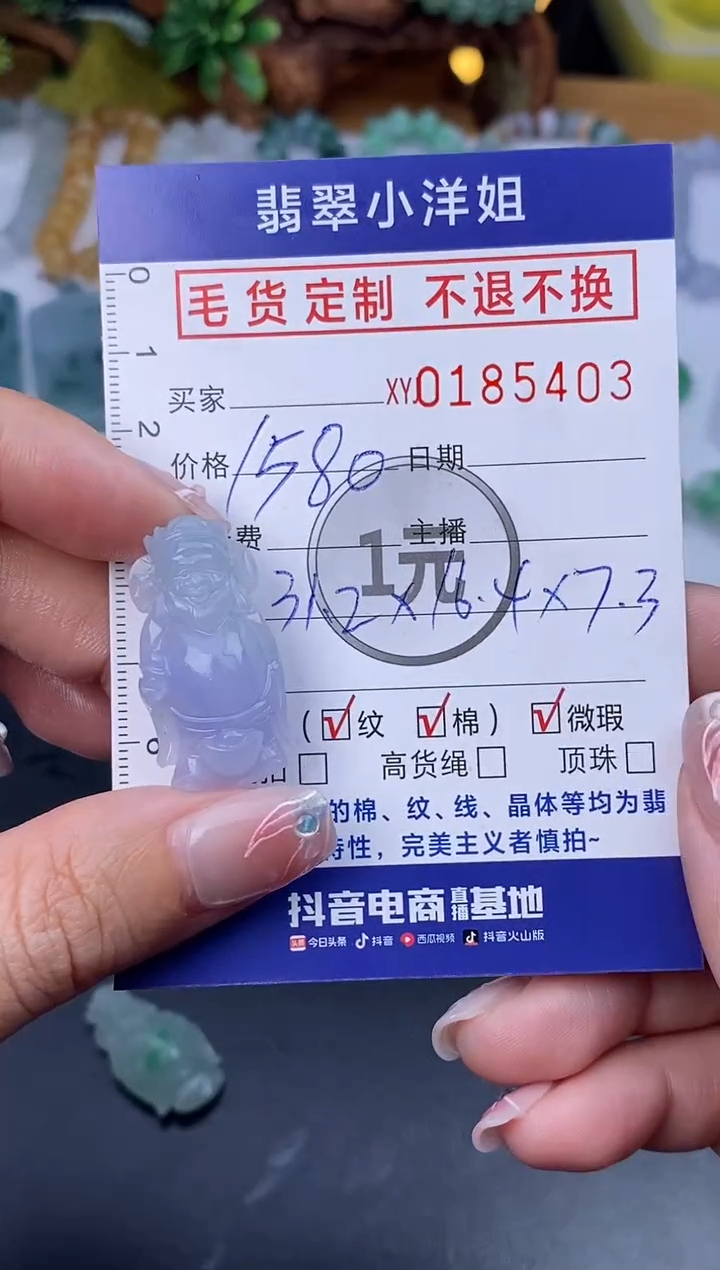 翡翠小洋姐
毛货定制 不退不换
买家 XY.0185403
价格 1580 日期
费 主播
1元
31.2×16.4×7.3
(☑纹 ☑棉) ☑微瑕
扣□ 高货绳□ 顶珠□
的棉、纹、线、晶体等均为翡
特性，完美主义者慎拍~
抖音电商直播基地
头条 今日头条 抖音 西瓜视频 抖音火山版
0
1
2
6